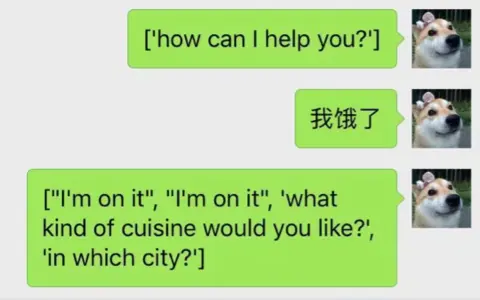 ['how can I help you?']
我饿了
["I'm on it", "I'm on it", 'what
kind of cuisine would you like?',
'in which city?']